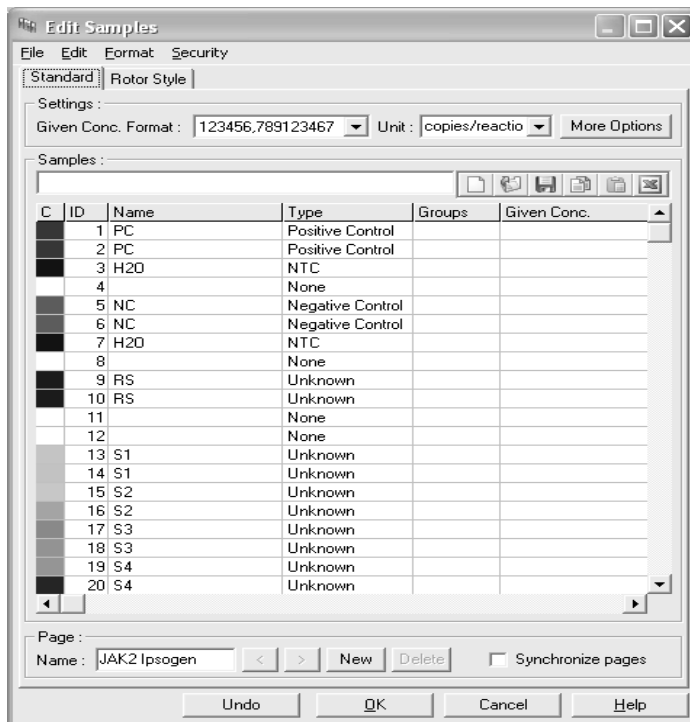 Edit Samples
File Edit Format Security
Standard Rotor Style
Settings :
Given Conc. Format : 123456,789123467 Unit : copies/reactio More Options
Samples :
C ID Name Type Groups Given Conc.
1 PC Positive Control
2 PC Positive Control
3 H2O NTC
4 None
5 NC Negative Control
6 NC Negative Control
7 H2O NTC
8 None
9 RS Unknown
10 RS Unknown
11 None
12 None
13 S1 Unknown
14 S1 Unknown
15 S2 Unknown
16 S2 Unknown
17 S3 Unknown
18 S3 Unknown
19 S4 Unknown
20 S4 Unknown
Page :
Name : JAK2 Ipsogen < > New Delete Synchronize pages
Undo OK Cancel Help